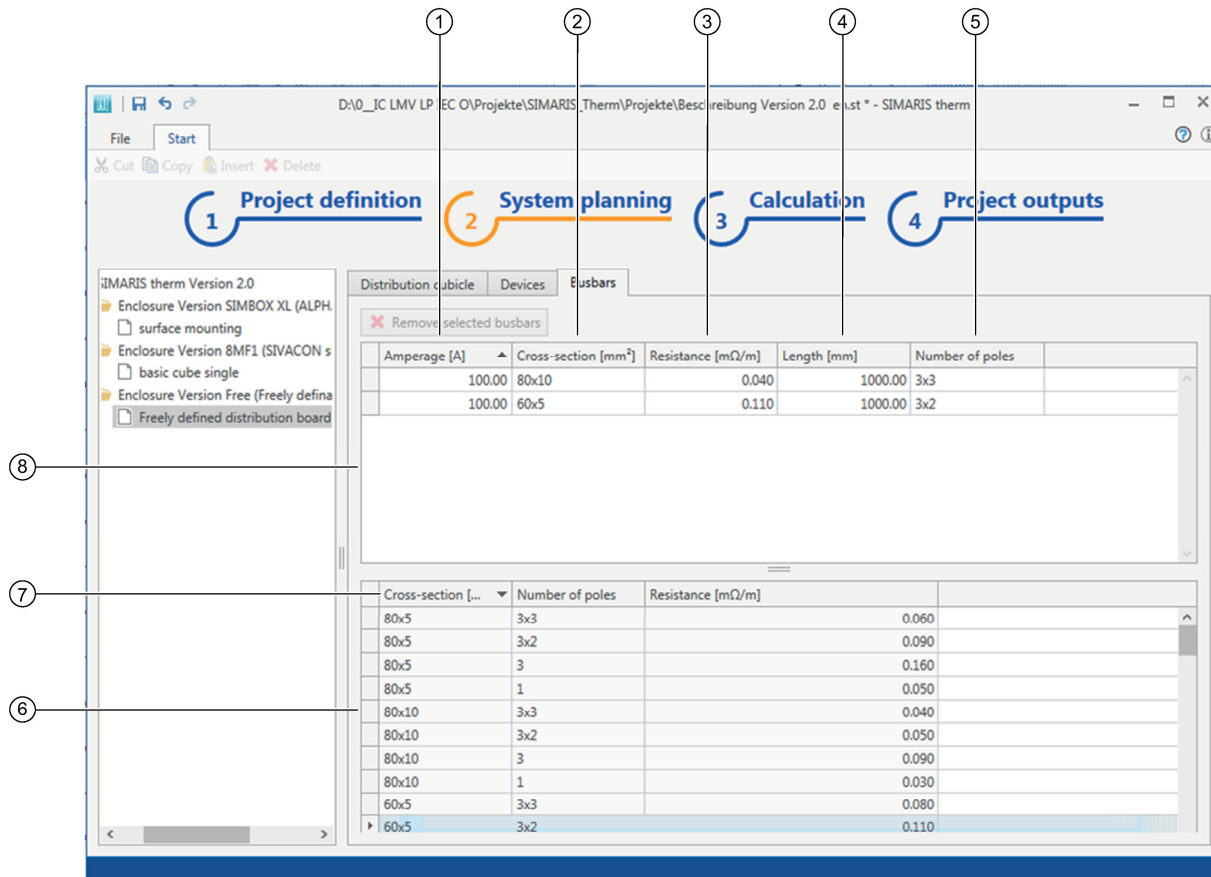 1 2 3 4 5
D:\0__IC LMV LP IEC O\Projekte\SIMARIS_Therm\Projekte\Beschreibung Version 2.0 en.st * - SIMARIS therm
File Start
Cut Copy Insert Delete
1 Project definition 2 System planning 3 Calculation 4 Project outputs
SIMARIS therm Version 2.0
Enclosure Version SIMBOX XL (ALPHA
surface mounting
Enclosure Version 8MF1 (SIVACON s
basic cube single
Enclosure Version Free (Freely defina
Freely defined distribution board
Distribution cubicle Devices Busbars
Remove selected busbars
Amperage [A] Cross-section [mm²] Resistance [mΩ/m] Length [mm] Number of poles
100.00 80x10 0.040 1000.00 3x3
100.00 60x5 0.110 1000.00 3x2
8
7
Cross-section [... Number of poles Resistance [mΩ/m]
80x5 3x3 0.060
80x5 3x2 0.090
80x5 3 0.160
80x5 1 0.050
6
80x10 3x3 0.040
80x10 3x2 0.050
80x10 3 0.090
80x10 1 0.030
60x5 3x3 0.080
60x5 3x2 0.110